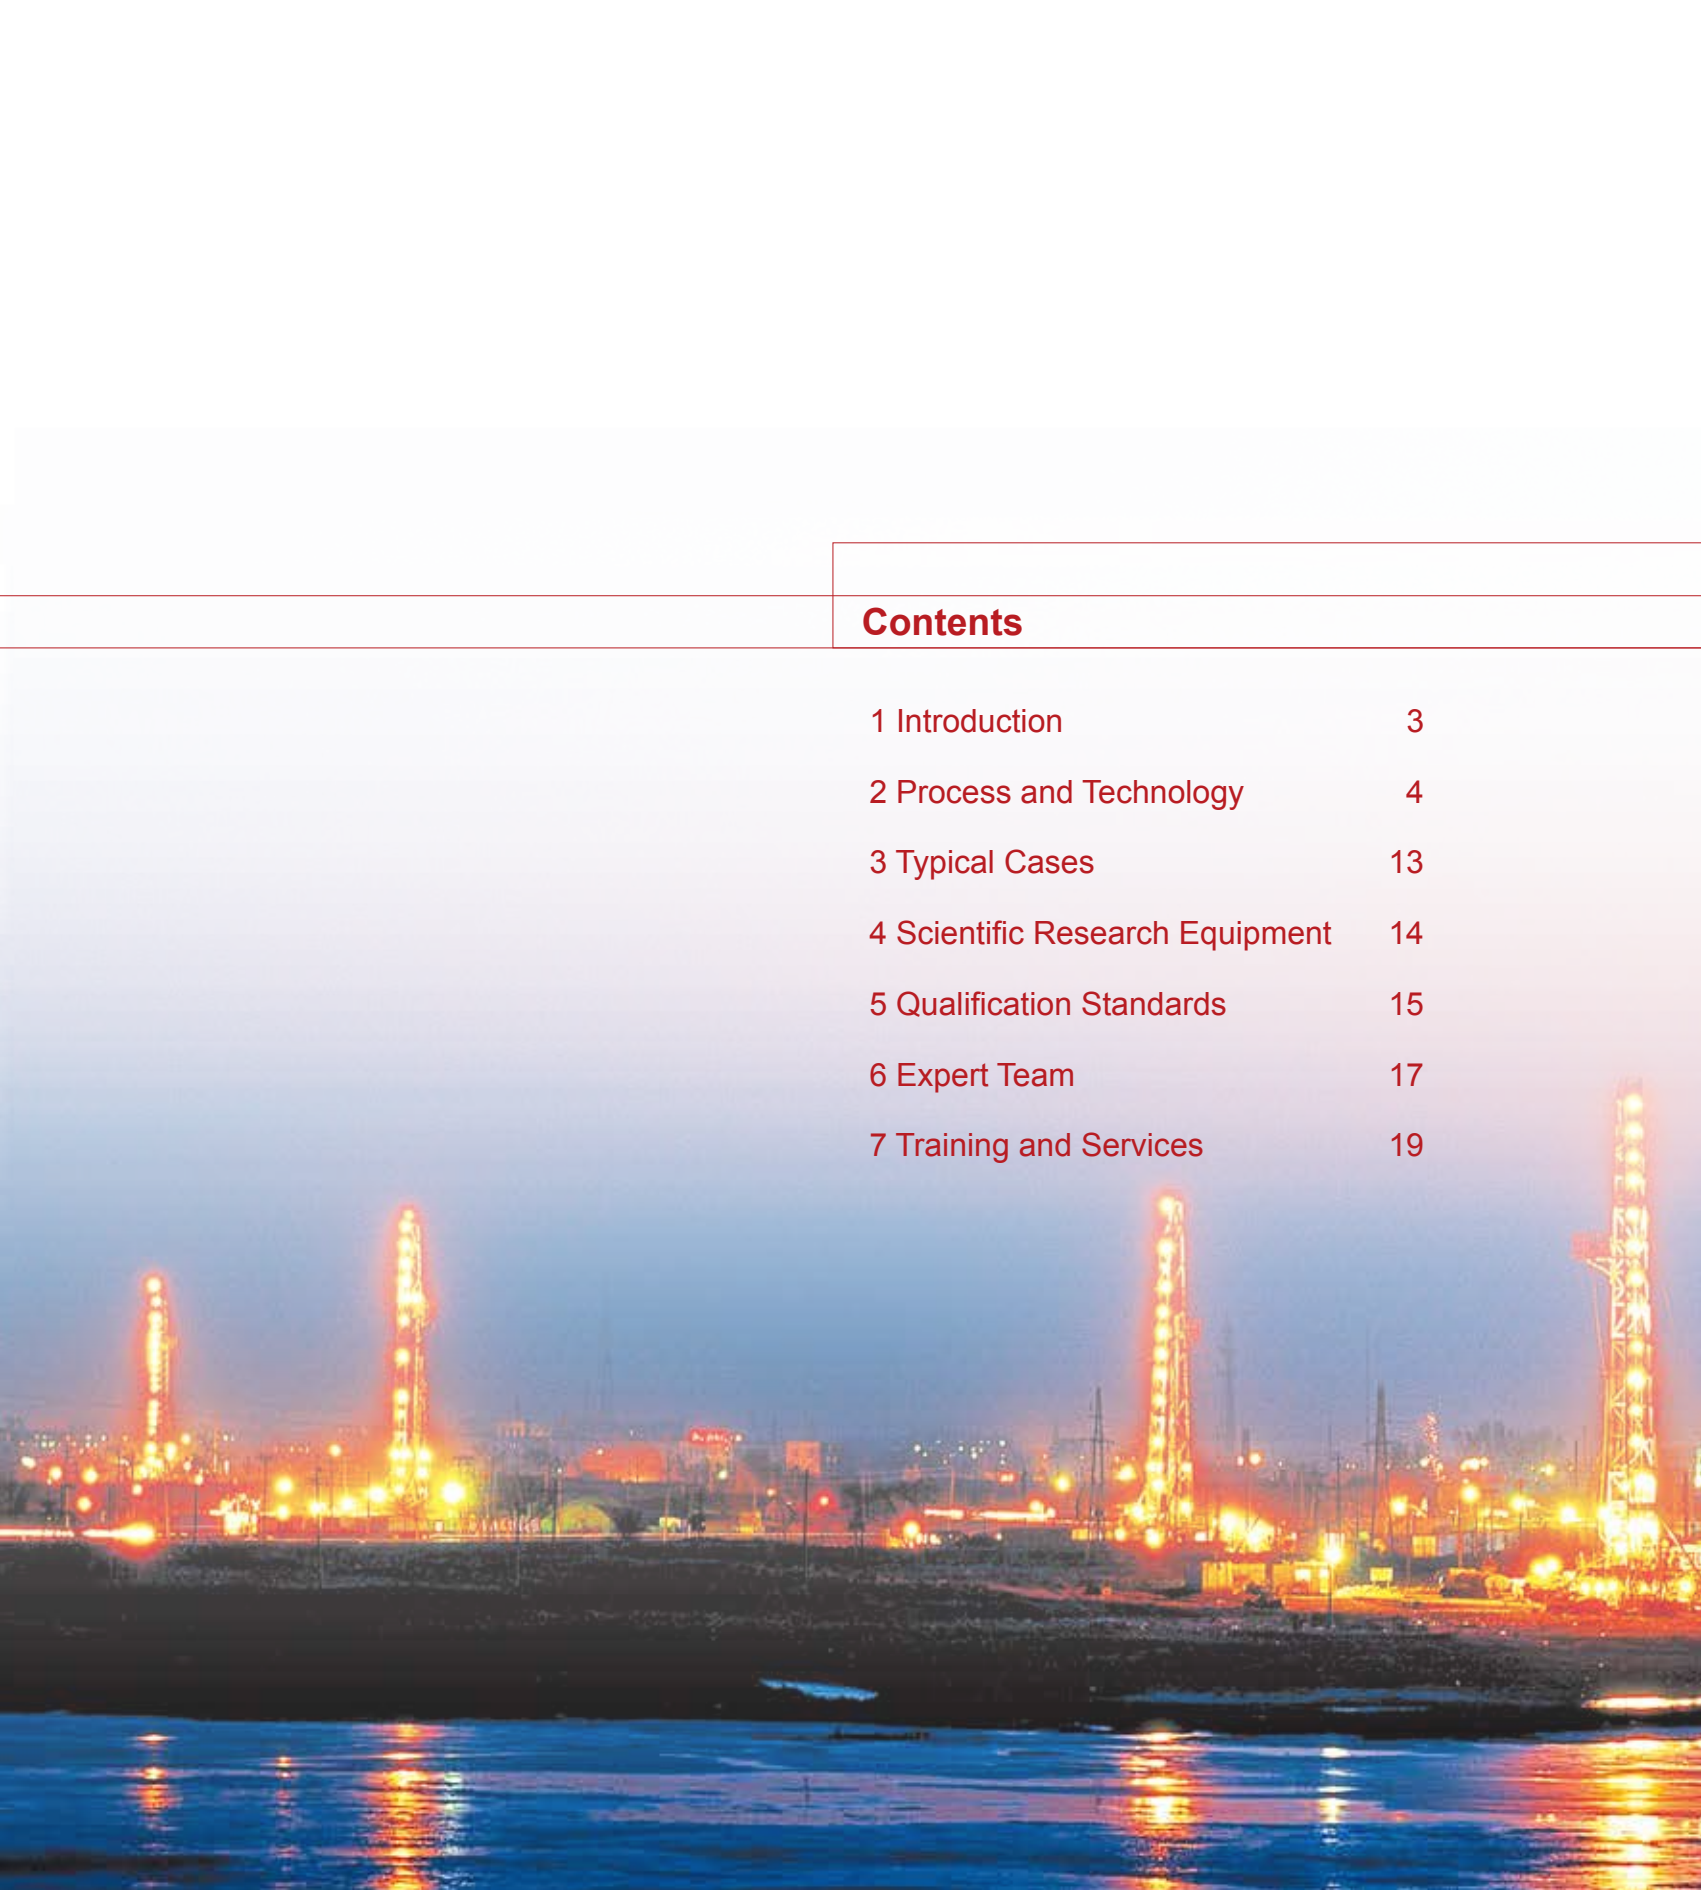 Contents
1 Introduction 3
2 Process and Technology 4
3 Typical Cases 13
4 Scientific Research Equipment 14
5 Qualification Standards 15
6 Expert Team 17
7 Training and Services 19